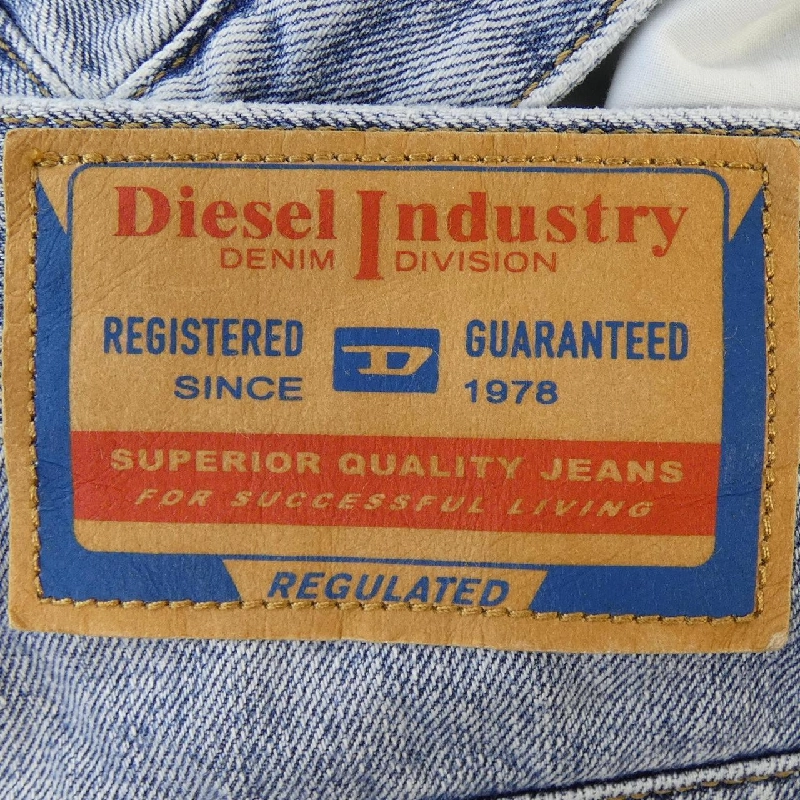 Diesel Industry
DENIM DIVISION
REGISTERED D GUARANTEED
SINCE 1978
SUPERIOR QUALITY JEANS
FOR SUCCESSFUL LIVING
REGULATED